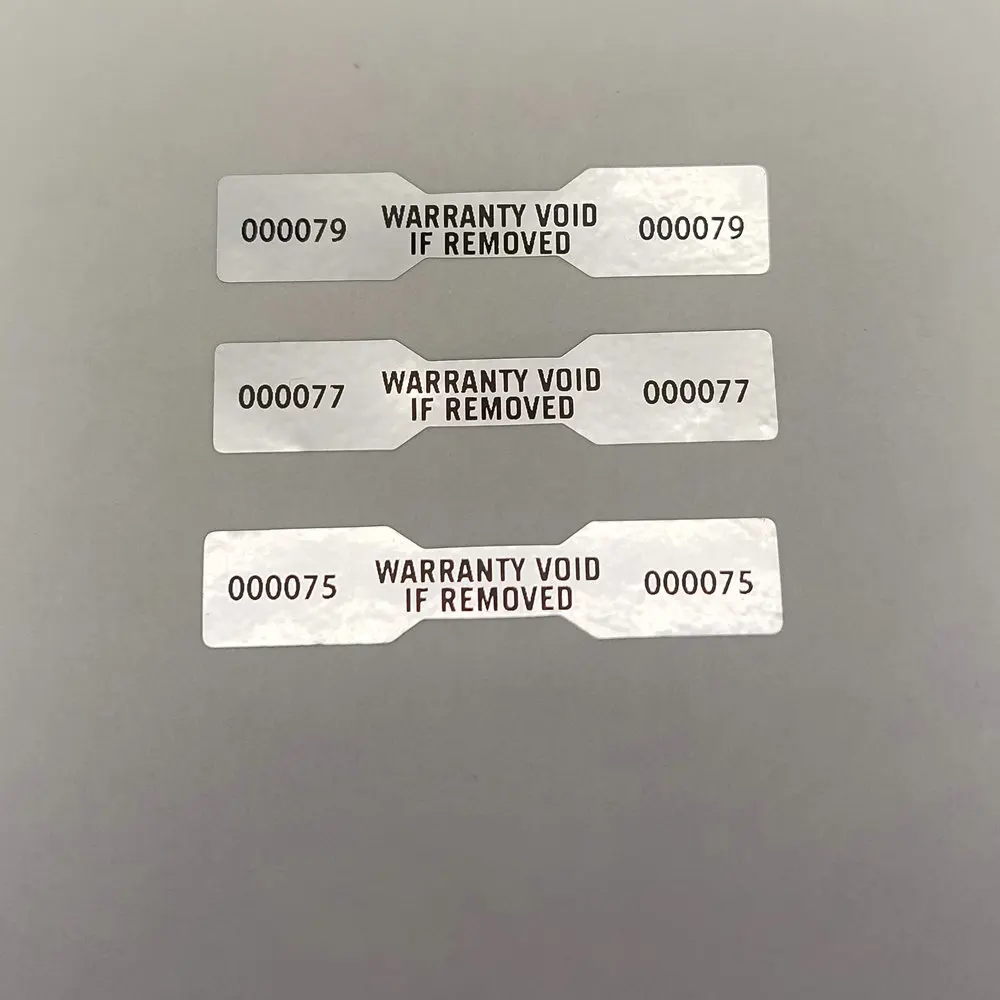 000079 WARRANTY VOID 000079
IF REMOVED
000077 WARRANTY VOID 000077
IF REMOVED
000075 WARRANTY VOID 000075
IF REMOVED